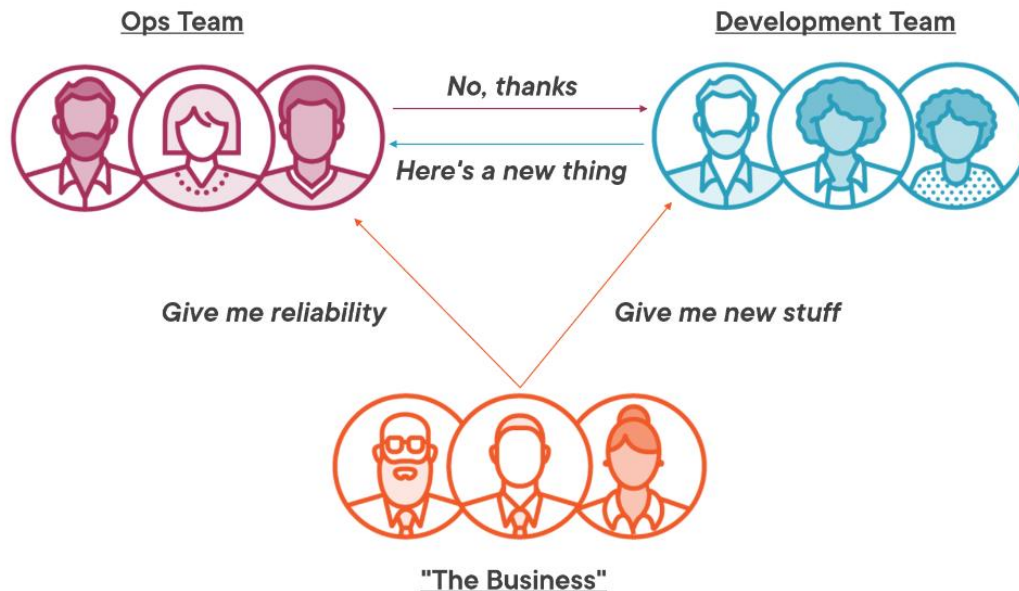 Ops Team
Development Team
No, thanks
Here's a new thing
Give me reliability
Give me new stuff
"The Business"